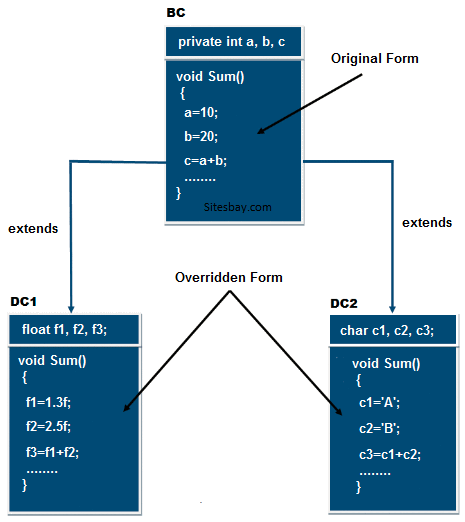 BC
private int a, b, c
void Sum()
{
a=10;
b=20;
c=a+b;
........
}
Sitesbay.com
Original Form
extends
extends
Overridden Form
DC1
float f1, f2, f3;
void Sum()
{
f1=1.3f;
f2=2.5f;
f3=f1+f2;
........
}
DC2
char c1, c2, c3;
void Sum()
{
c1='A';
c2='B';
c3=c1+c2;
........
}